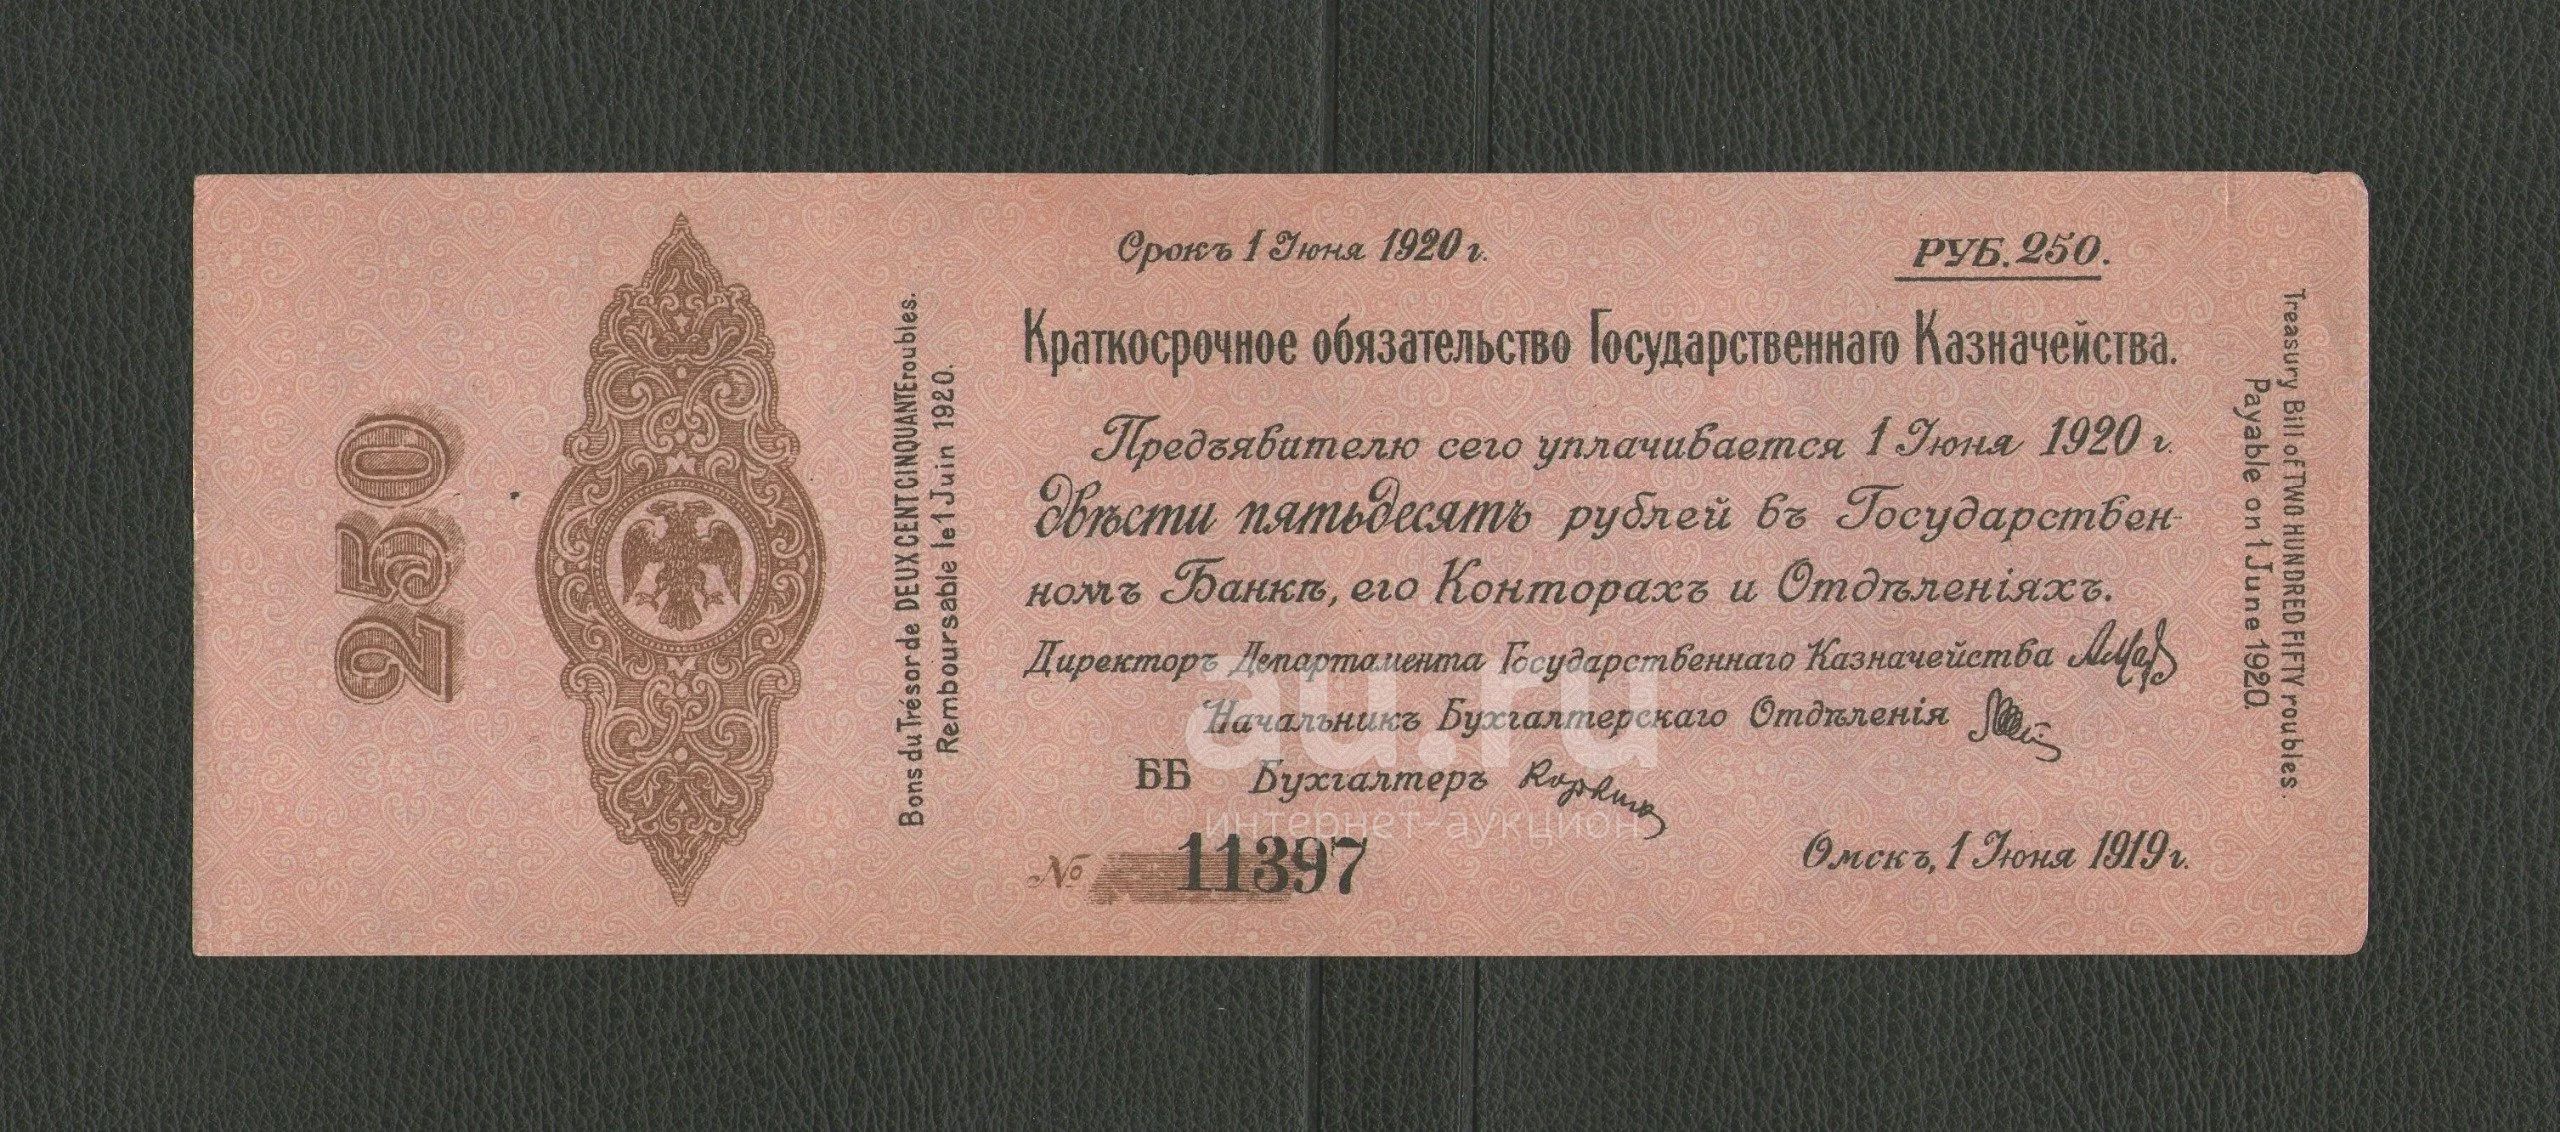 250
Bons du Trésor de DEUX CENT CINQUANTE roubles.
Remboursable le 1 Juin 1920.
Срокъ 1 Іюня 1920 г.
РУБ. 250.
Краткосрочное обязательство Государственнаго Казначейства.
Предъявителю сего уплачивается 1 Іюня 1920 г.
двѣсти пятьдесятъ рублей въ Государствен-
номъ Банкѣ, его Конторахъ и Отдѣленіяхъ.
Директоръ Департамента Государственнаго Казначейства
Начальникъ Бухгалтерскаго Отдѣленія
ББ Бухгалтеръ
№ 11397
Омскъ, 1 Іюня 1919 г.
Treasury Bill of TWO HUNDRED FIFTY roubles.
Payable on 1 June 1920.
au.ru
интернет-аукцион